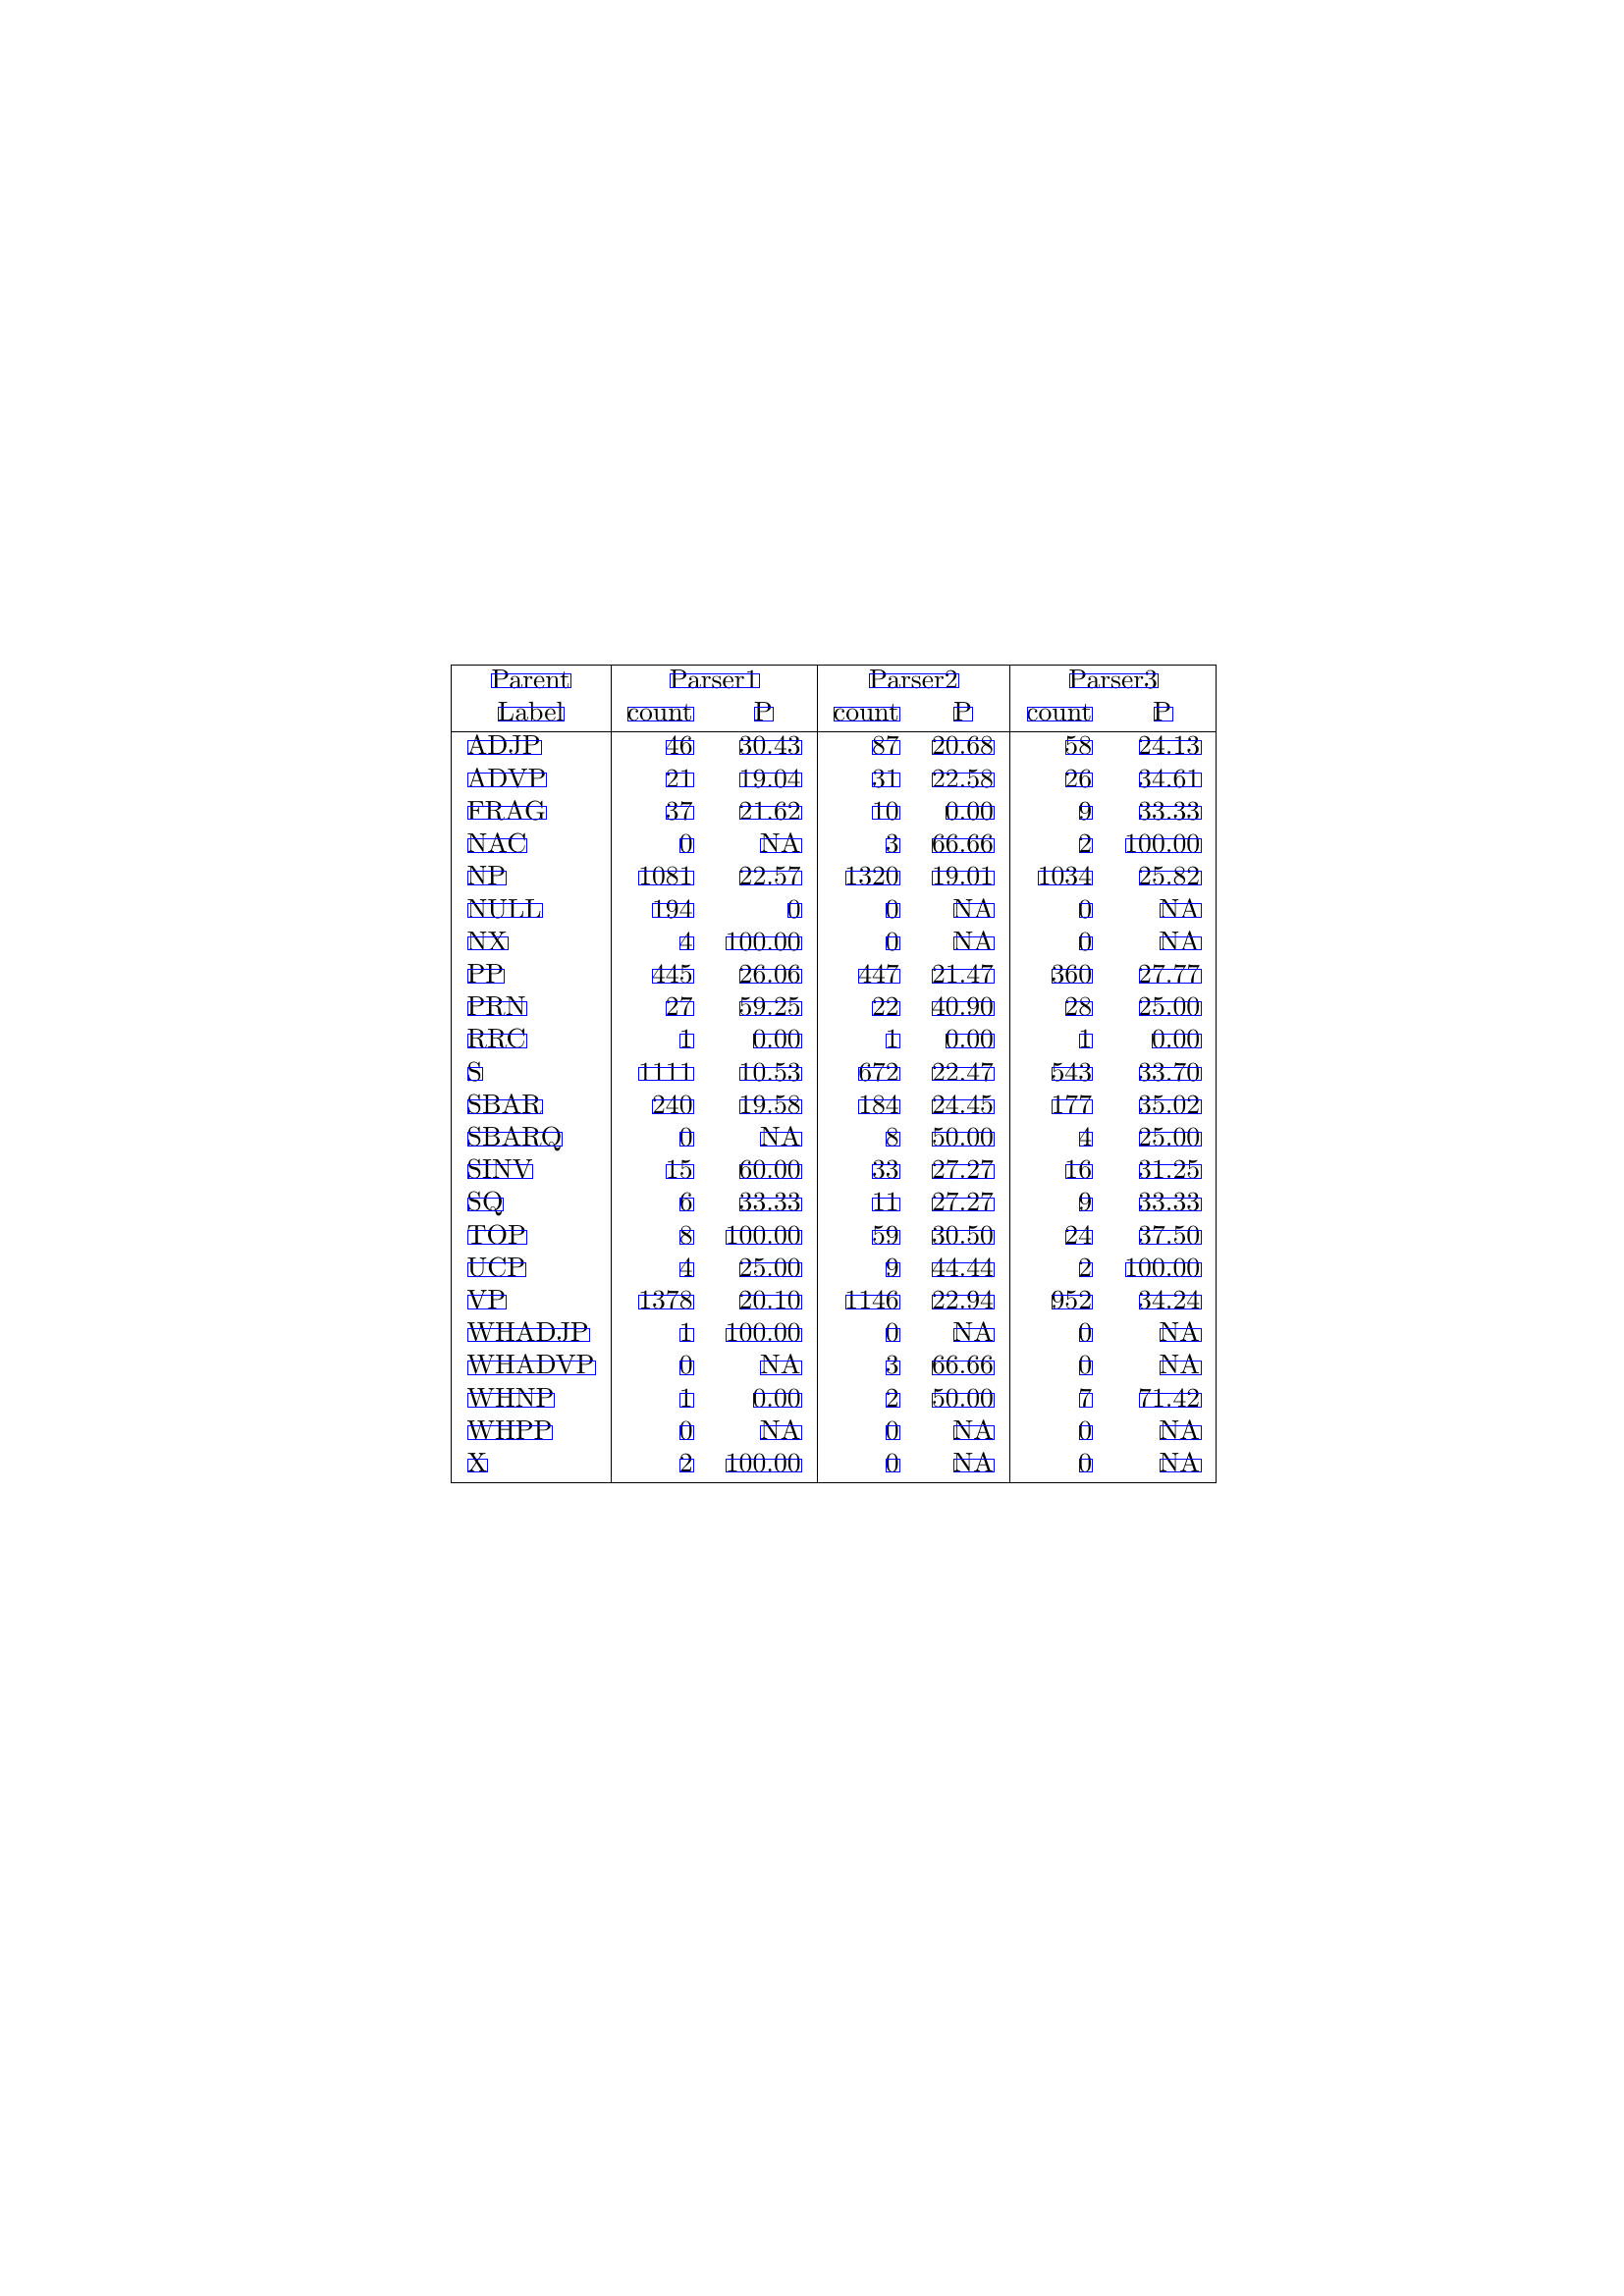 Parent Parser1 Parser2 Parser3
Label count P count P count P
ADJP 46 30.43 87 20.68 58 24.13
ADVP 21 19.04 31 22.58 26 34.61
FRAG 37 21.62 10 0.00 9 33.33
NAC 0 NA 3 66.66 2 100.00
NP 1081 22.57 1320 19.01 1034 25.82
NULL 194 0 0 NA 0 NA
NX 4 100.00 0 NA 0 NA
PP 445 26.06 447 21.47 360 27.77
PRN 27 59.25 22 40.90 28 25.00
RRC 1 0.00 1 0.00 1 0.00
S 1111 10.53 672 22.47 543 33.70
SBAR 240 19.58 184 24.45 177 35.02
SBARQ 0 NA 8 50.00 4 25.00
SINV 15 60.00 33 27.27 16 31.25
SQ 6 33.33 11 27.27 9 33.33
TOP 8 100.00 59 30.50 24 37.50
UCP 4 25.00 9 44.44 2 100.00
VP 1378 20.10 1146 22.94 952 34.24
WHADJP 1 100.00 0 NA 0 NA
WHADVP 0 NA 3 66.66 0 NA
WHNP 1 0.00 2 50.00 7 71.42
WHPP 0 NA 0 NA 0 NA
X 2 100.00 0 NA 0 NA